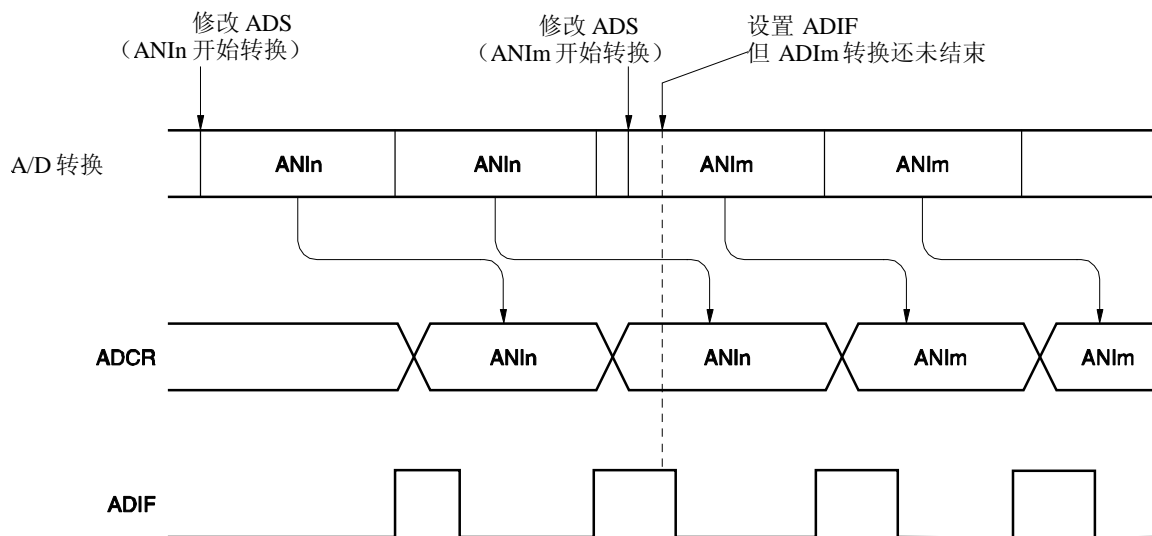 修改 ADS
（ANIn 开始转换）
修改 ADS
（ANIm 开始转换）
设置 ADIF
但 ADIm 转换还未结束
A/D 转换
ANIn
ANIn
ANIm
ANIm
ADCR
ANIn
ANIn
ANIm
ANIm
ADIF